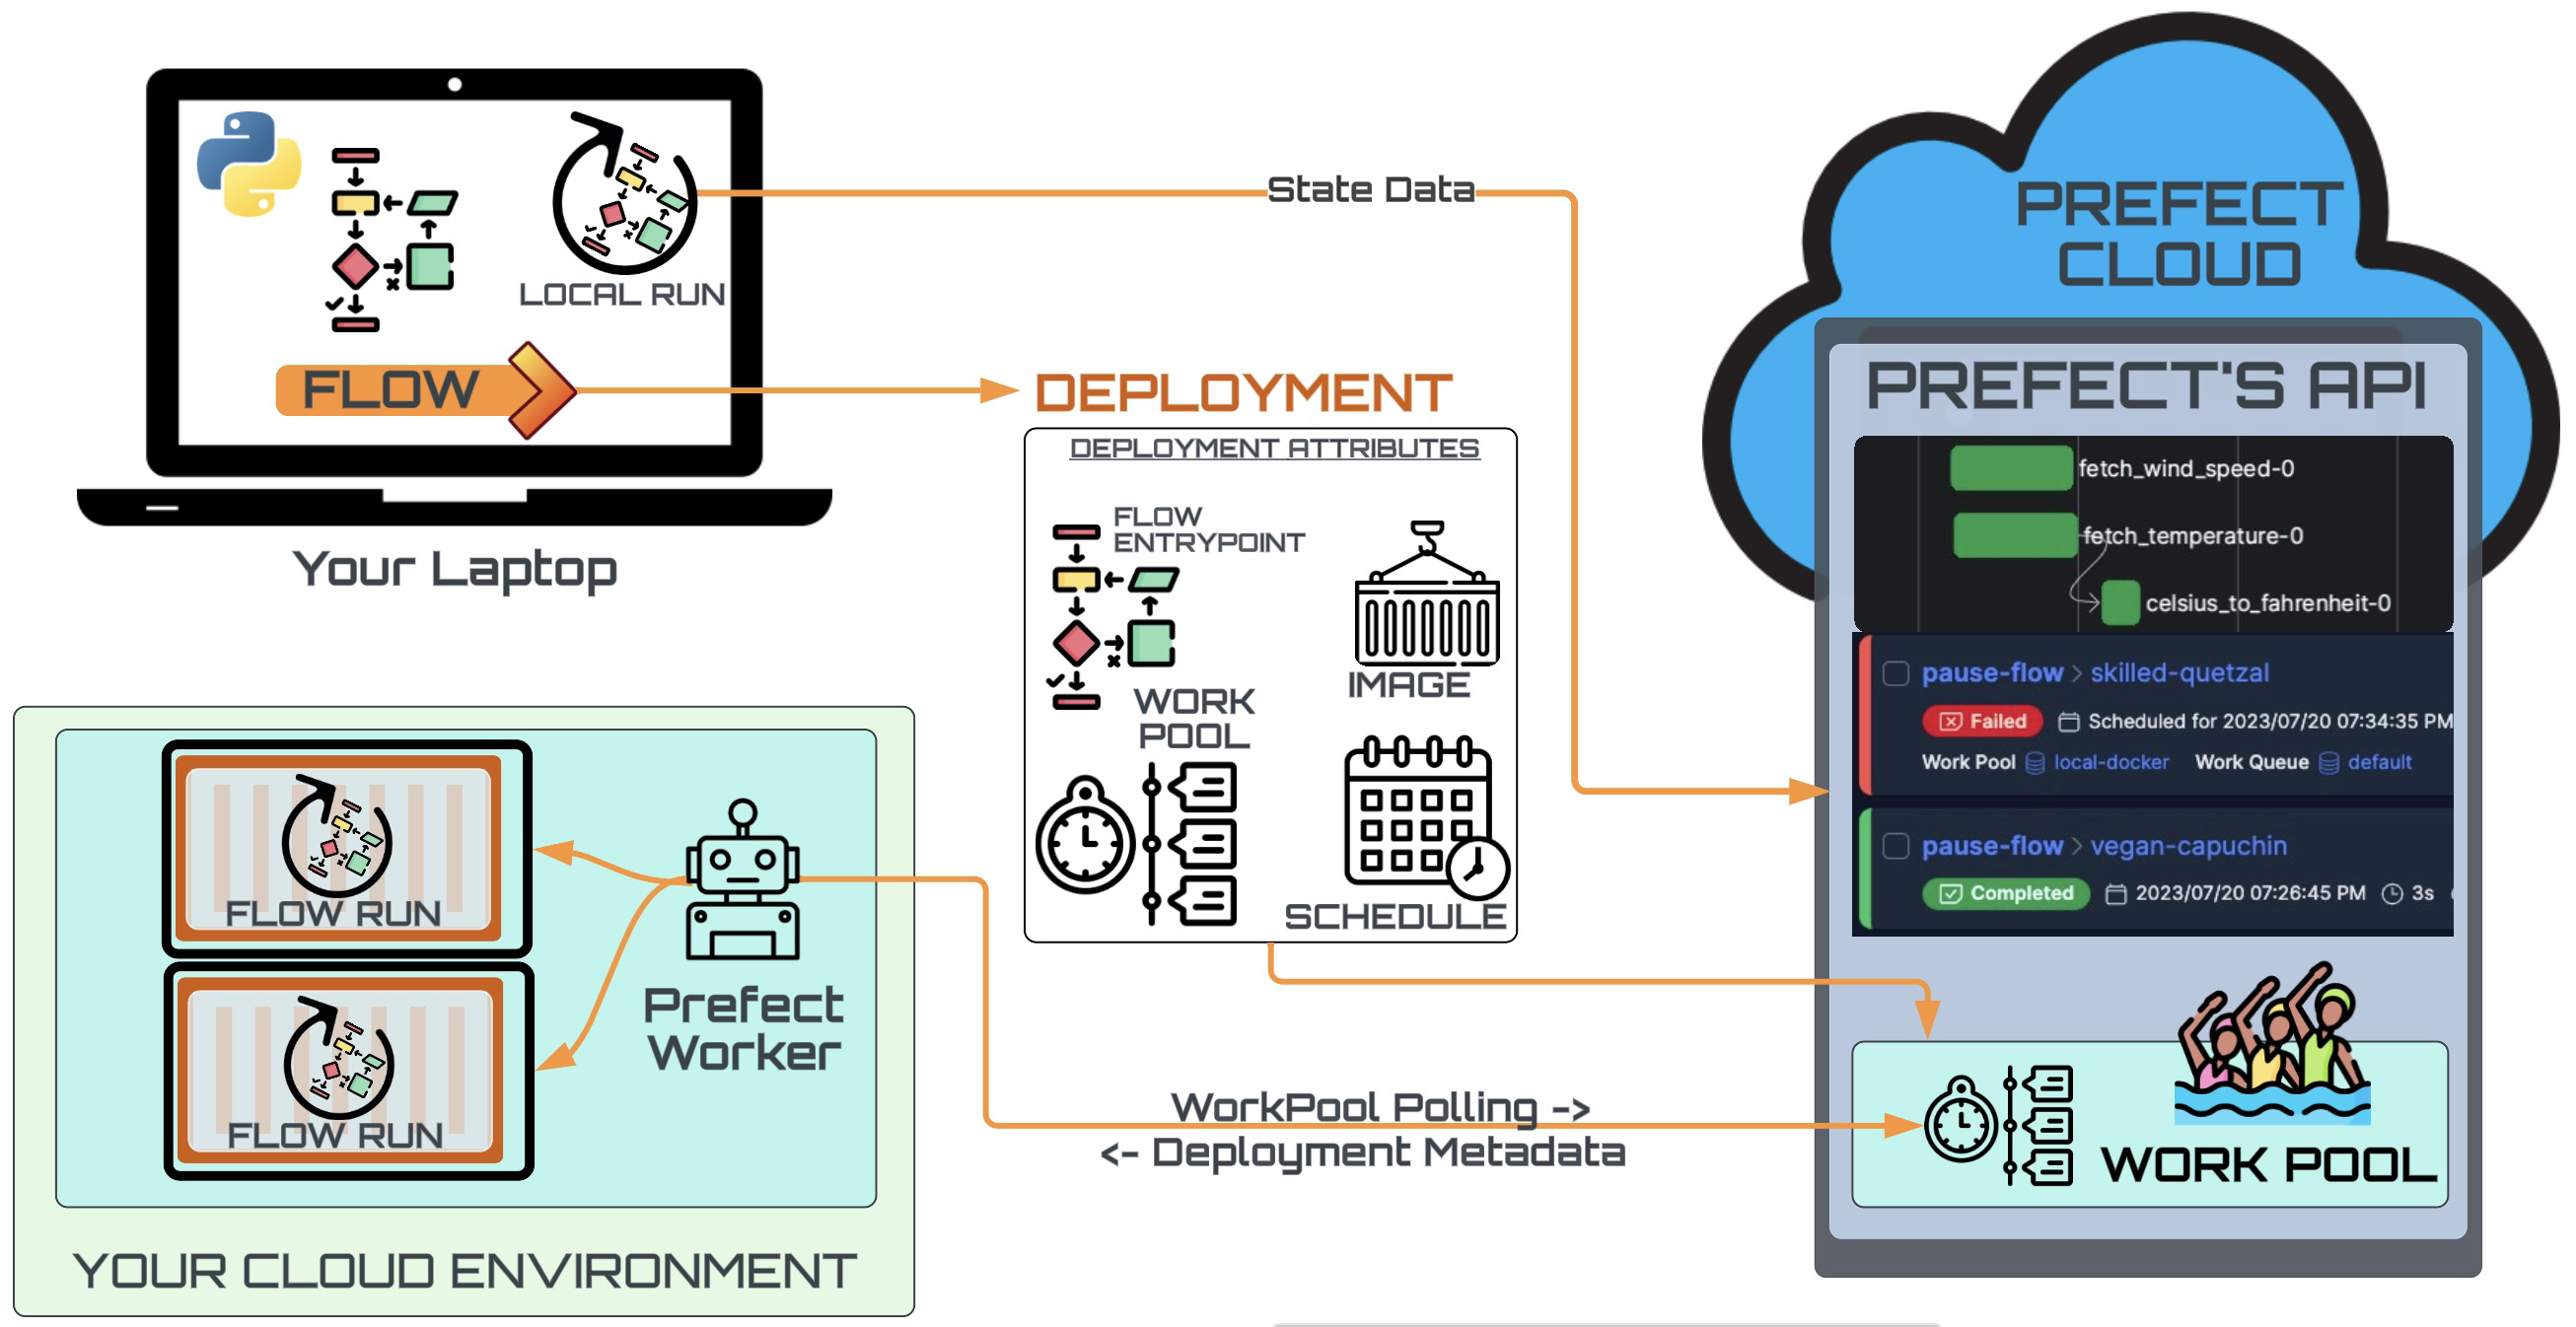 LOCAL RUN
FLOW
Your Laptop
State Data
DEPLOYMENT
DEPLOYMENT ATTRIBUTES
FLOW
ENTRYPOINT
IMAGE
WORK
POOL
SCHEDULE
PREFECT
CLOUD
PREFECT'S API
fetch_wind_speed-0
fetch_temperature-0
celsius_to_fahrenheit-0
pause-flow > skilled-quetzal
Failed Scheduled for 2023/07/20 07:34:35 PM
Work Pool local-docker Work Queue default
pause-flow > vegan-capuchin
Completed 2023/07/20 07:26:45 PM 3s
WORK POOL
FLOW RUN
FLOW RUN
Prefect
Worker
YOUR CLOUD ENVIRONMENT
WorkPool Polling ->
<- Deployment Metadata